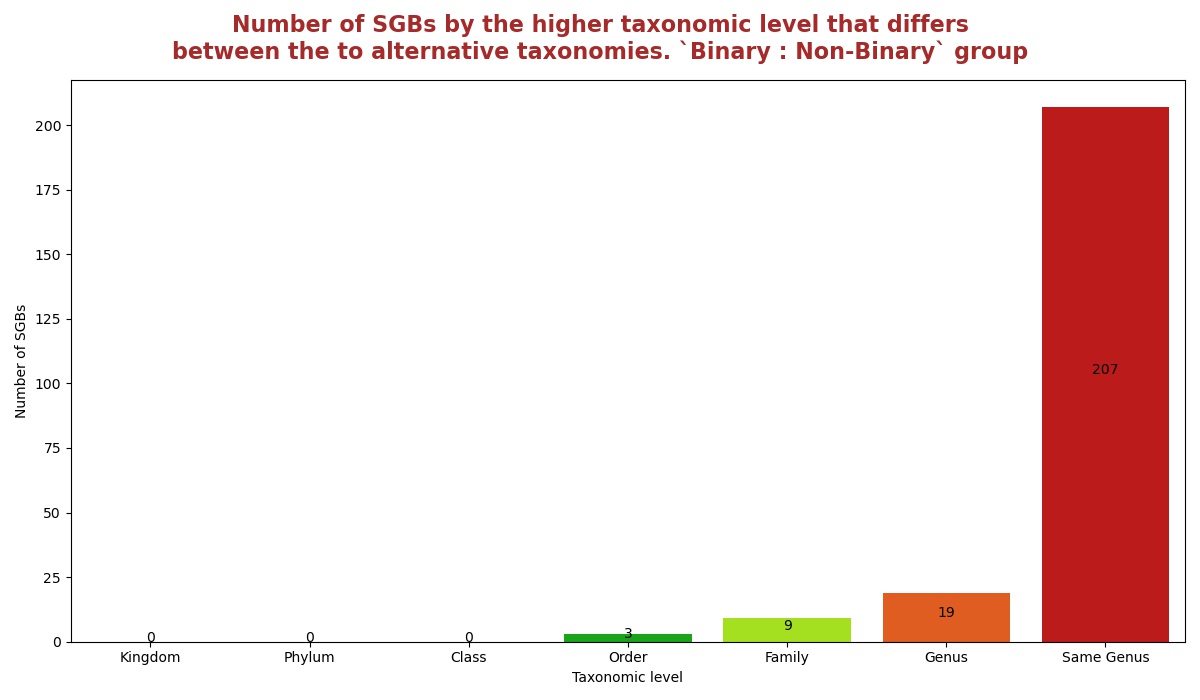 Number of SGBs by the higher taxonomic level that differs
between the to alternative taxonomies. `Binary : Non-Binary` group
200
175
150
125
100
75
50
25
0
Number of SGBs
0
0
0
3
9
19
207
Kingdom
Phylum
Class
Order
Family
Genus
Same Genus
Taxonomic level